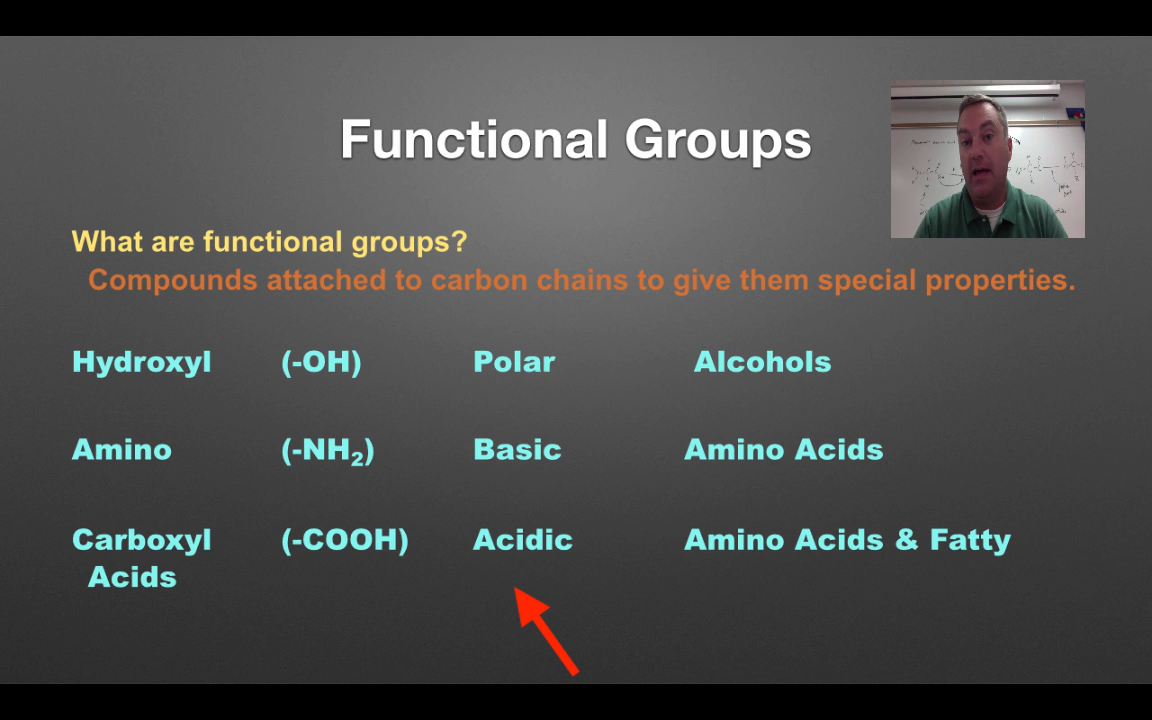 Functional Groups
What are functional groups?
Compounds attached to carbon chains to give them special properties.
Hydroxyl (-OH) Polar Alcohols
Amino (-NH₂) Basic Amino Acids
Carboxyl (-COOH) Acidic Amino Acids & Fatty
Acids